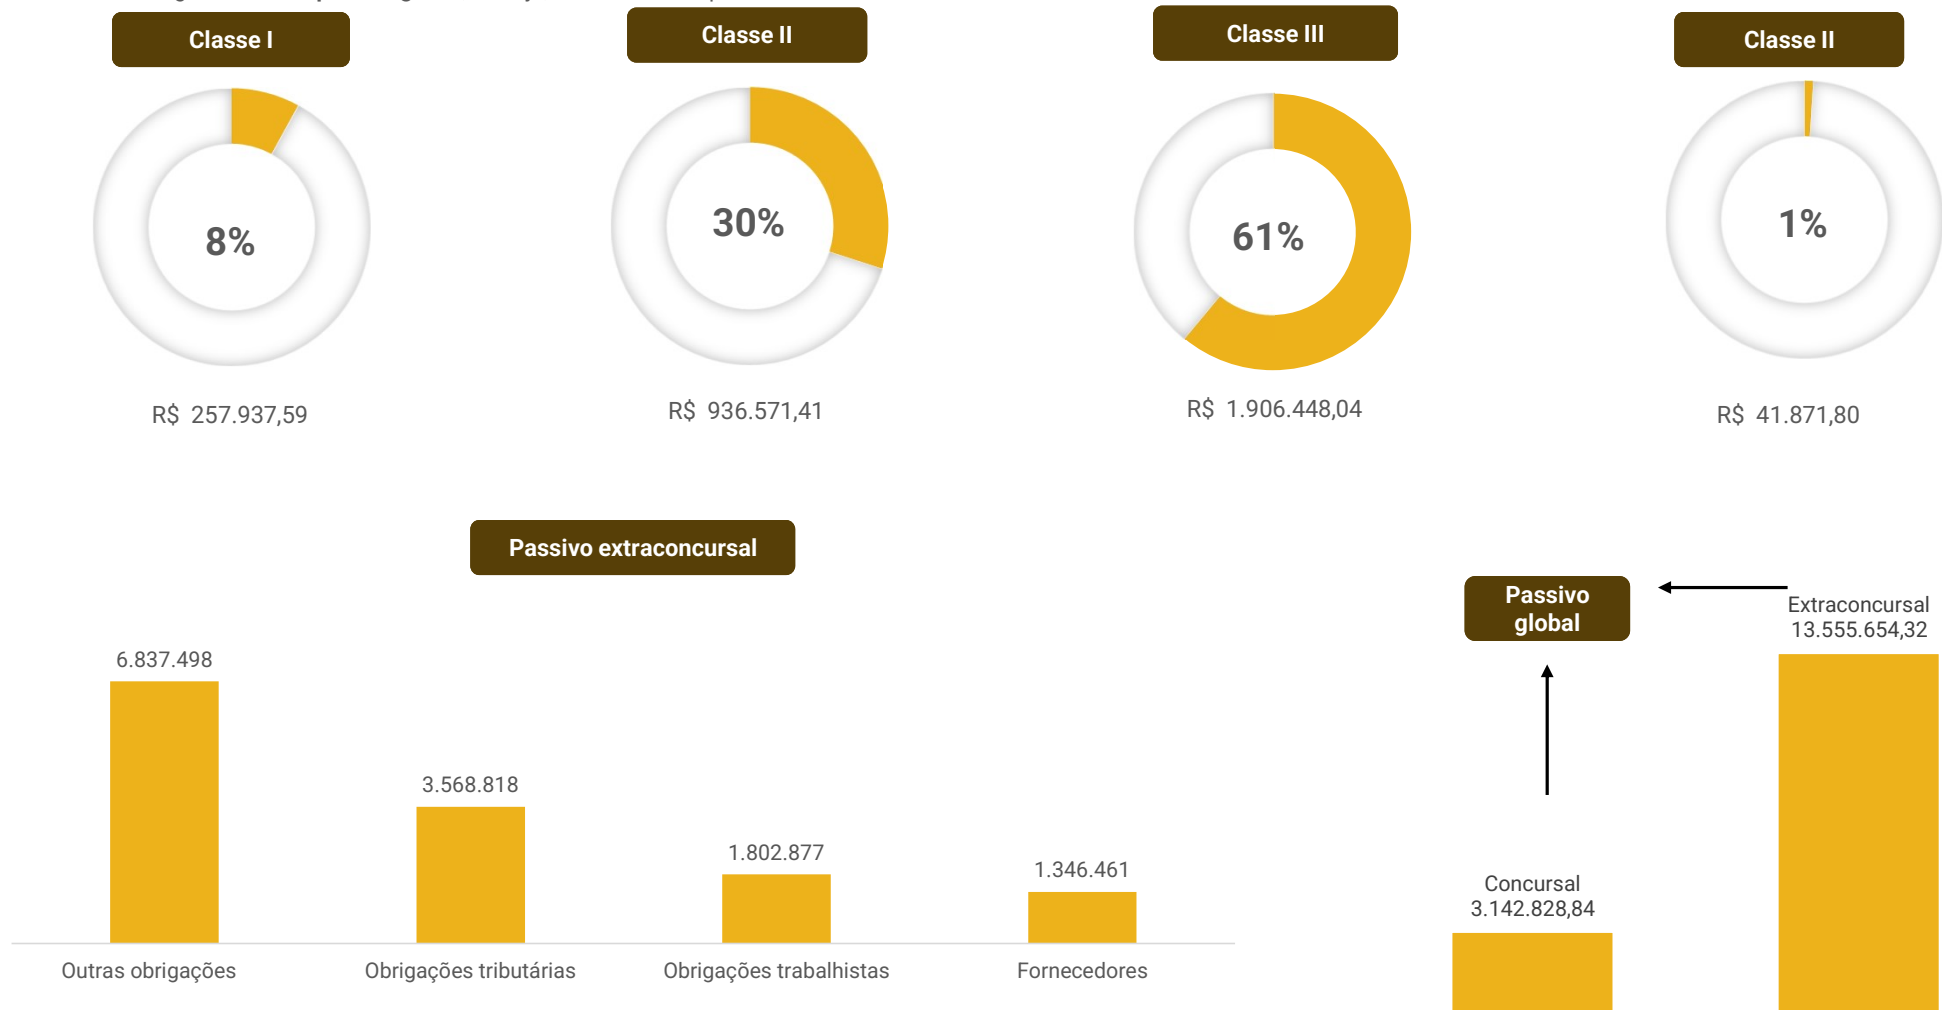 Classe I
Classe II
Classe III
Classe II
8%
30%
61%
1%
R$ 257.937,59
R$ 936.571,41
R$ 1.906.448,04
R$ 41.871,80
Passivo extraconcursal
6.837.498
3.568.818
1.802.877
1.346.461
Outras obrigações
Obrigações tributárias
Obrigações trabalhistas
Fornecedores
Passivo
global
Extraconcursal
13.555.654,32
Concursal
3.142.828,84